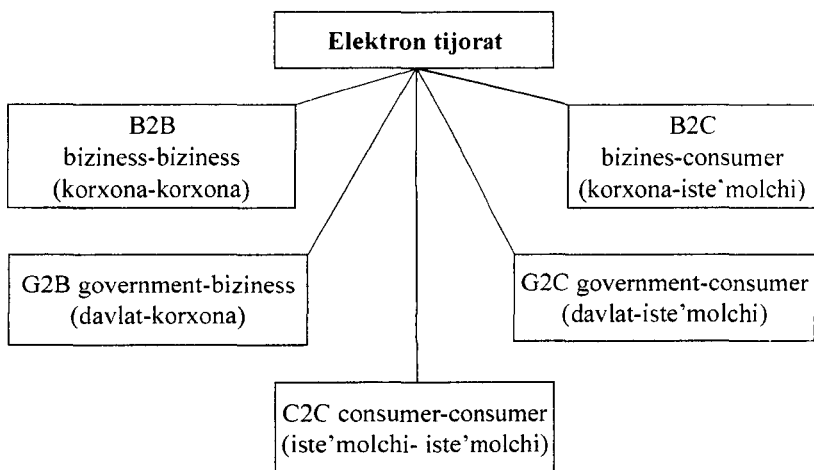 Elektron tijorat
B2B
biziness-biziness
(korxona-korxona)
B2C
bizines-consumer
(korxona-iste’molchi)
G2B government-biziness
(davlat-korxona)
G2C government-consumer
(davlat-iste’molchi)
C2C consumer-consumer
(iste’molchi- iste’molchi)